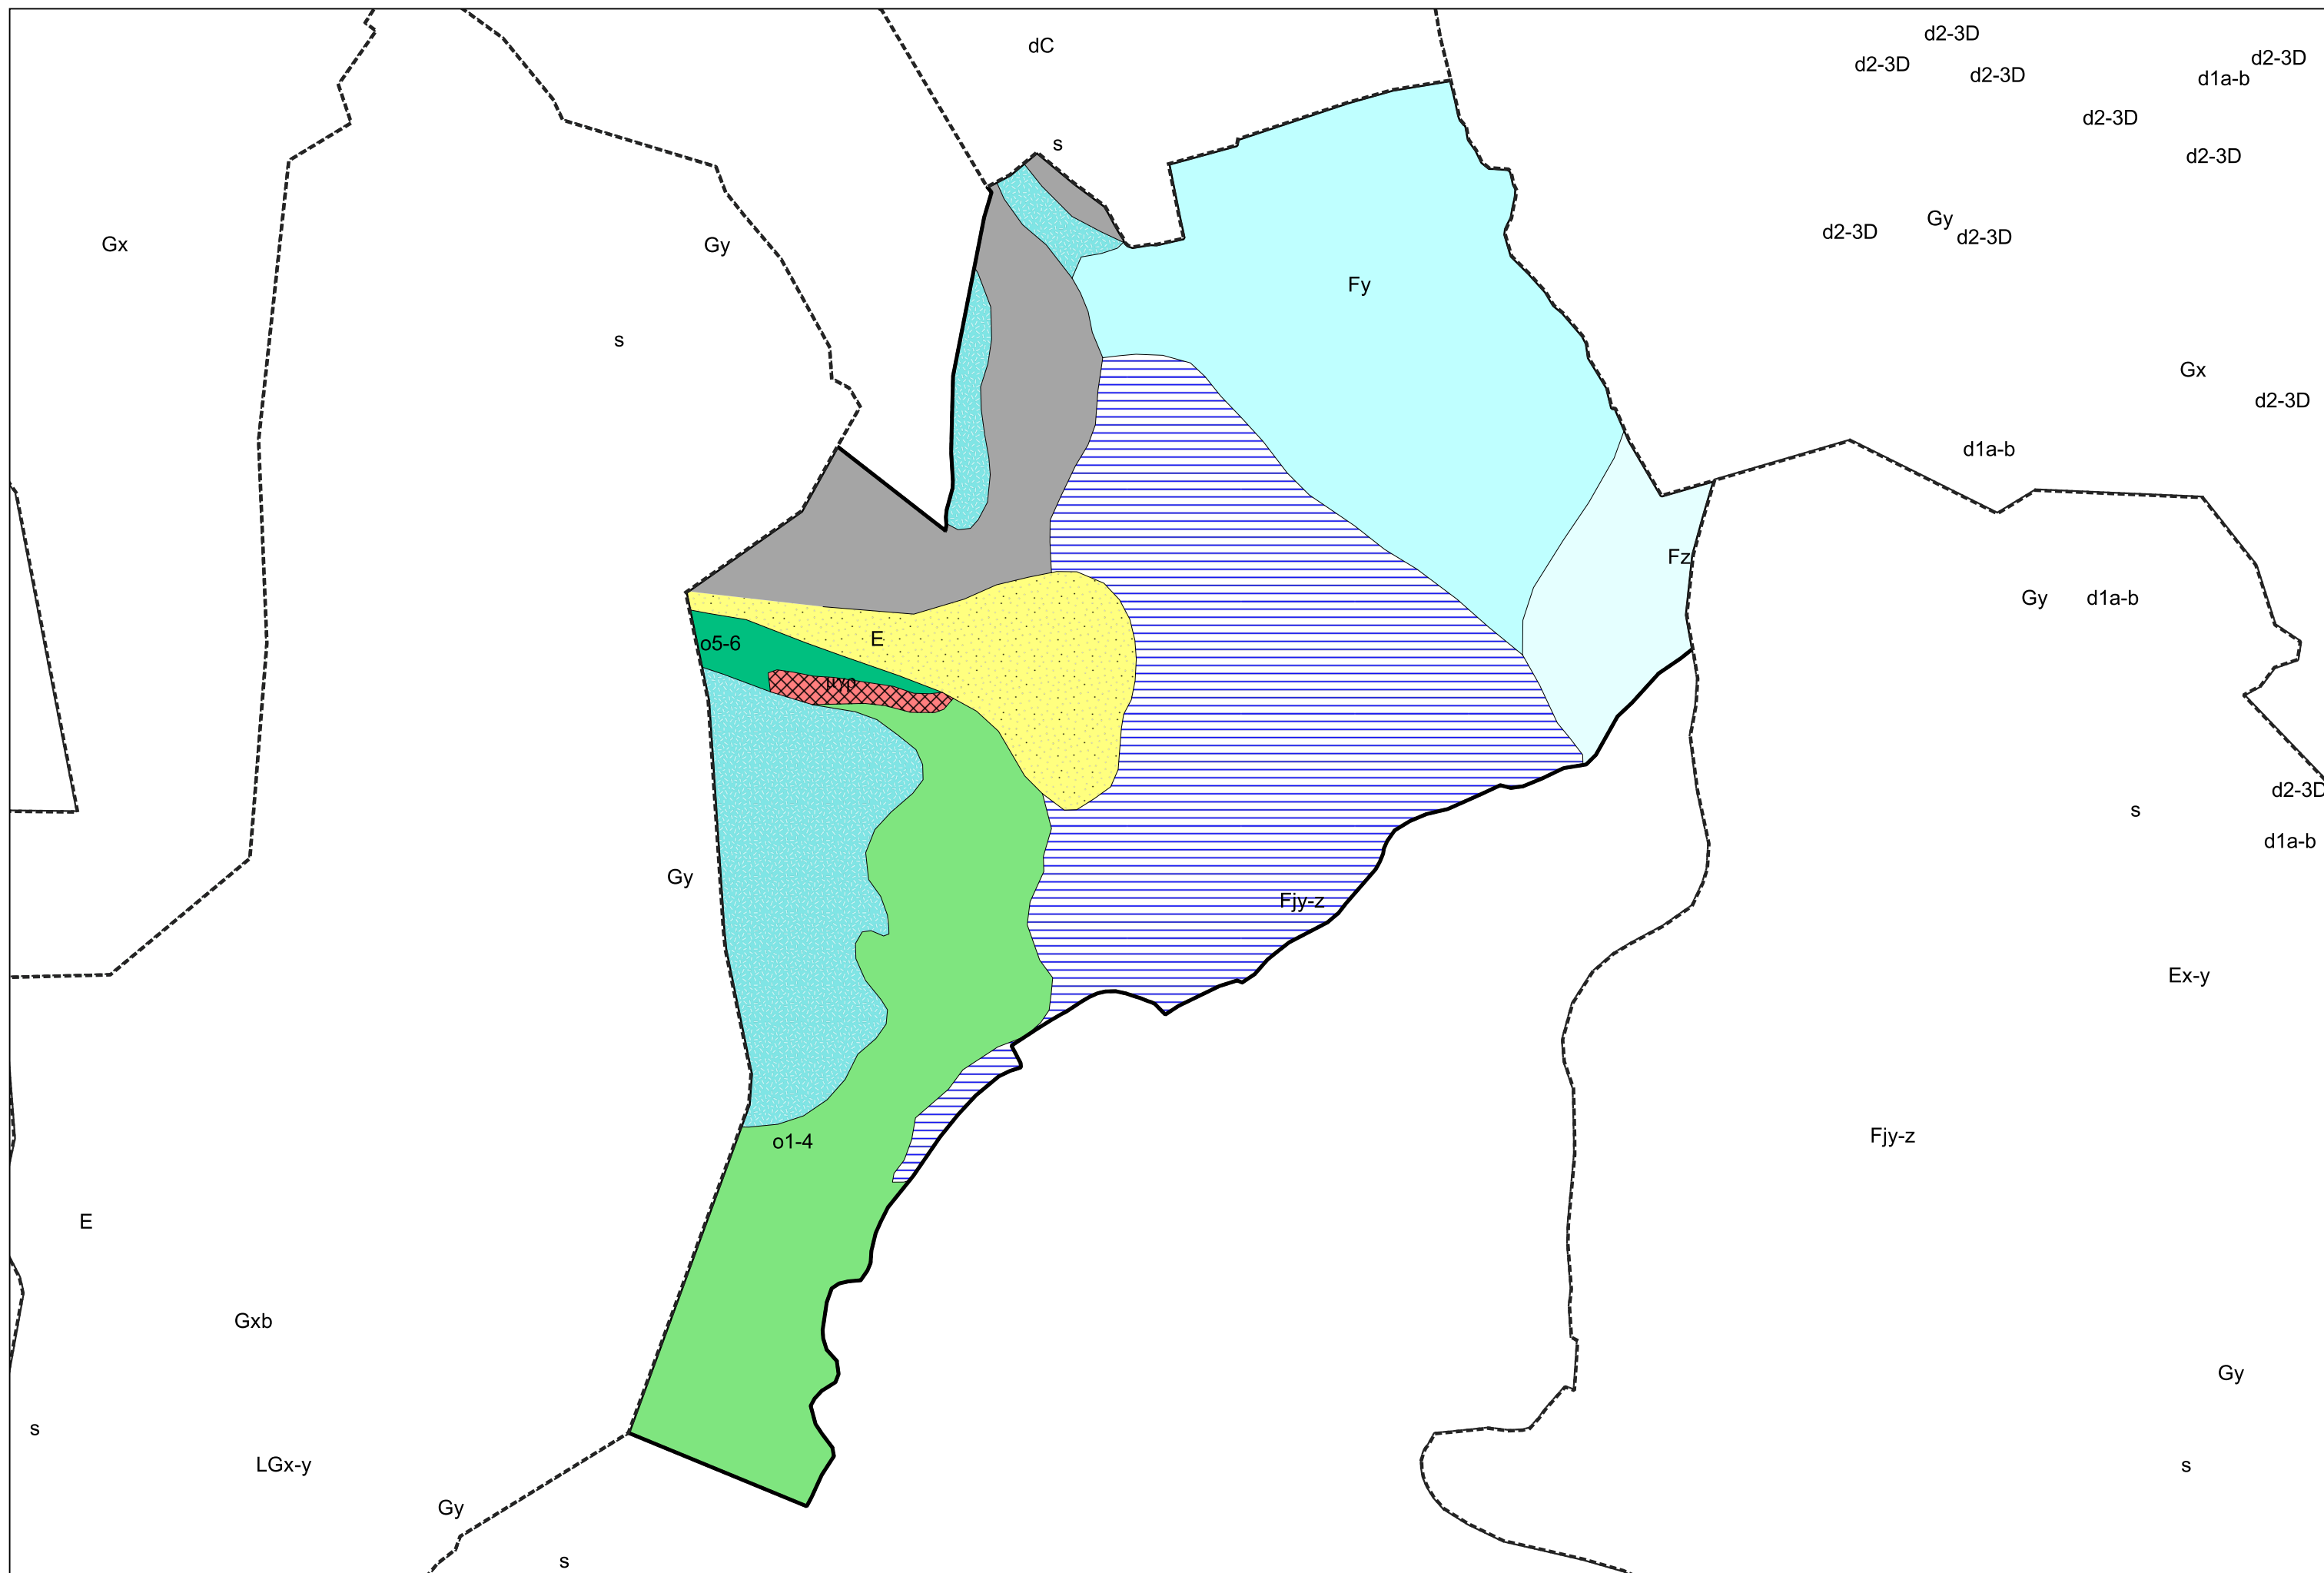 dC
d2-3D
d2-3D
d2-3D
d2-3D
d1a-b
d2-3D
s
d2-3D
Gx
Gy
Gy
d2-3D
d2-3D
Fy
s
Gx
d2-3D
d1a-b
Fz
Gy
d1a-b
o5-6
E
d2-3D
s
d1a-b
Gy
Fjy-z
Ex-y
Fjy-z
o1-4
E
Gxb
Gy
s
LGx-y
s
Gy
s